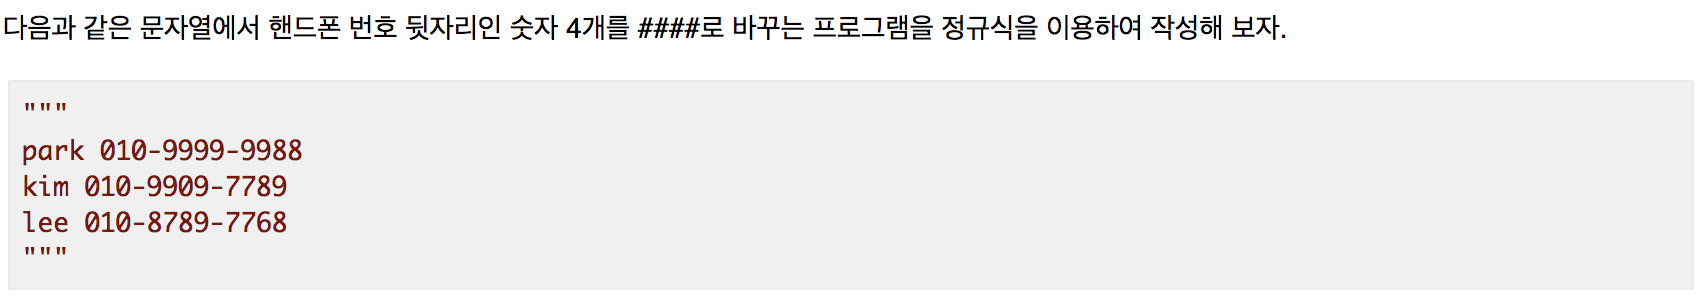 다음과 같은 문자열에서 핸드폰 번호 뒷자리인 숫자 4개를 ####로 바꾸는 프로그램을 정규식을 이용하여 작성해 보자.
"""
park 010-9999-9988
kim 010-9909-7789
lee 010-8789-7768
"""